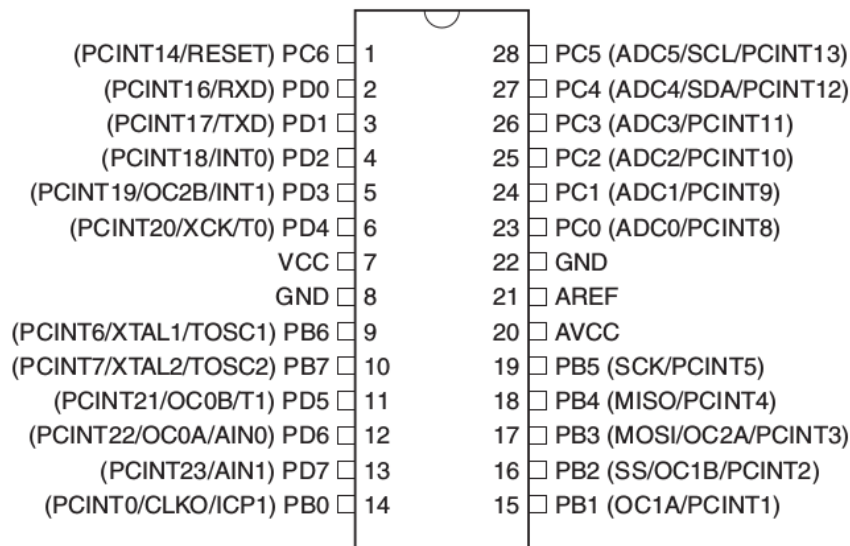 (PCINT14/RESET) PC6 1 28 PC5 (ADC5/SCL/PCINT13)
(PCINT16/RXD) PD0 2 27 PC4 (ADC4/SDA/PCINT12)
(PCINT17/TXD) PD1 3 26 PC3 (ADC3/PCINT11)
(PCINT18/INT0) PD2 4 25 PC2 (ADC2/PCINT10)
(PCINT19/OC2B/INT1) PD3 5 24 PC1 (ADC1/PCINT9)
(PCINT20/XCK/T0) PD4 6 23 PC0 (ADC0/PCINT8)
VCC 7 22 GND
GND 8 21 AREF
(PCINT6/XTAL1/TOSC1) PB6 9 20 AVCC
(PCINT7/XTAL2/TOSC2) PB7 10 19 PB5 (SCK/PCINT5)
(PCINT21/OC0B/T1) PD5 11 18 PB4 (MISO/PCINT4)
(PCINT22/OC0A/AIN0) PD6 12 17 PB3 (MOSI/OC2A/PCINT3)
(PCINT23/AIN1) PD7 13 16 PB2 (SS/OC1B/PCINT2)
(PCINT0/CLKO/ICP1) PB0 14 15 PB1 (OC1A/PCINT1)